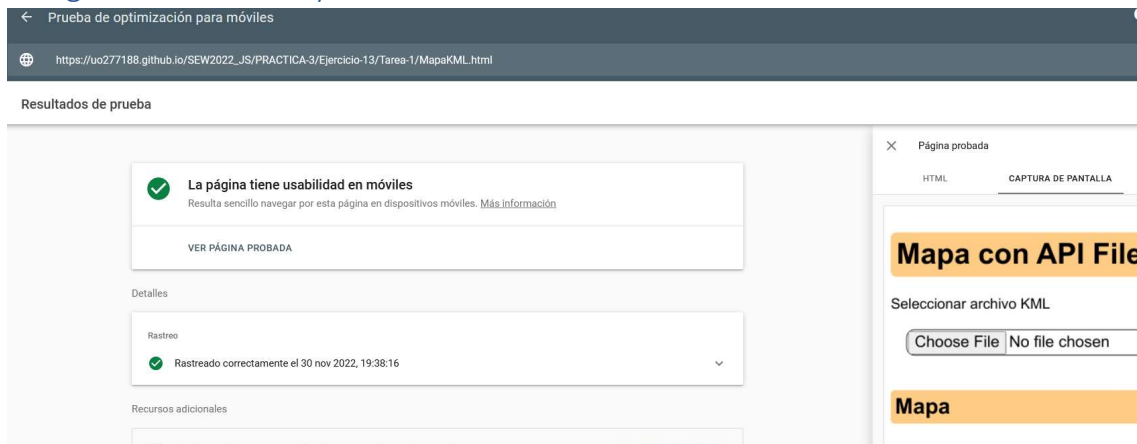 Prueba de optimización para móviles
https://uo277188.github.io/SEW2022_JS/PRACTICA-3/Ejercicio-13/Tarea-1/MapaKML.html
Resultados de prueba
La página tiene usabilidad en móviles
Resulta sencillo navegar por esta página en dispositivos móviles. Más información
VER PÁGINA PROBADA
Detalles
Rastreo
Rastreado correctamente el 30 nov 2022, 19:38:16
Recursos adicionales
Página probada
HTML CAPTURA DE PANTALLA
Mapa con API File
Seleccionar archivo KML
Choose File No file chosen
Mapa